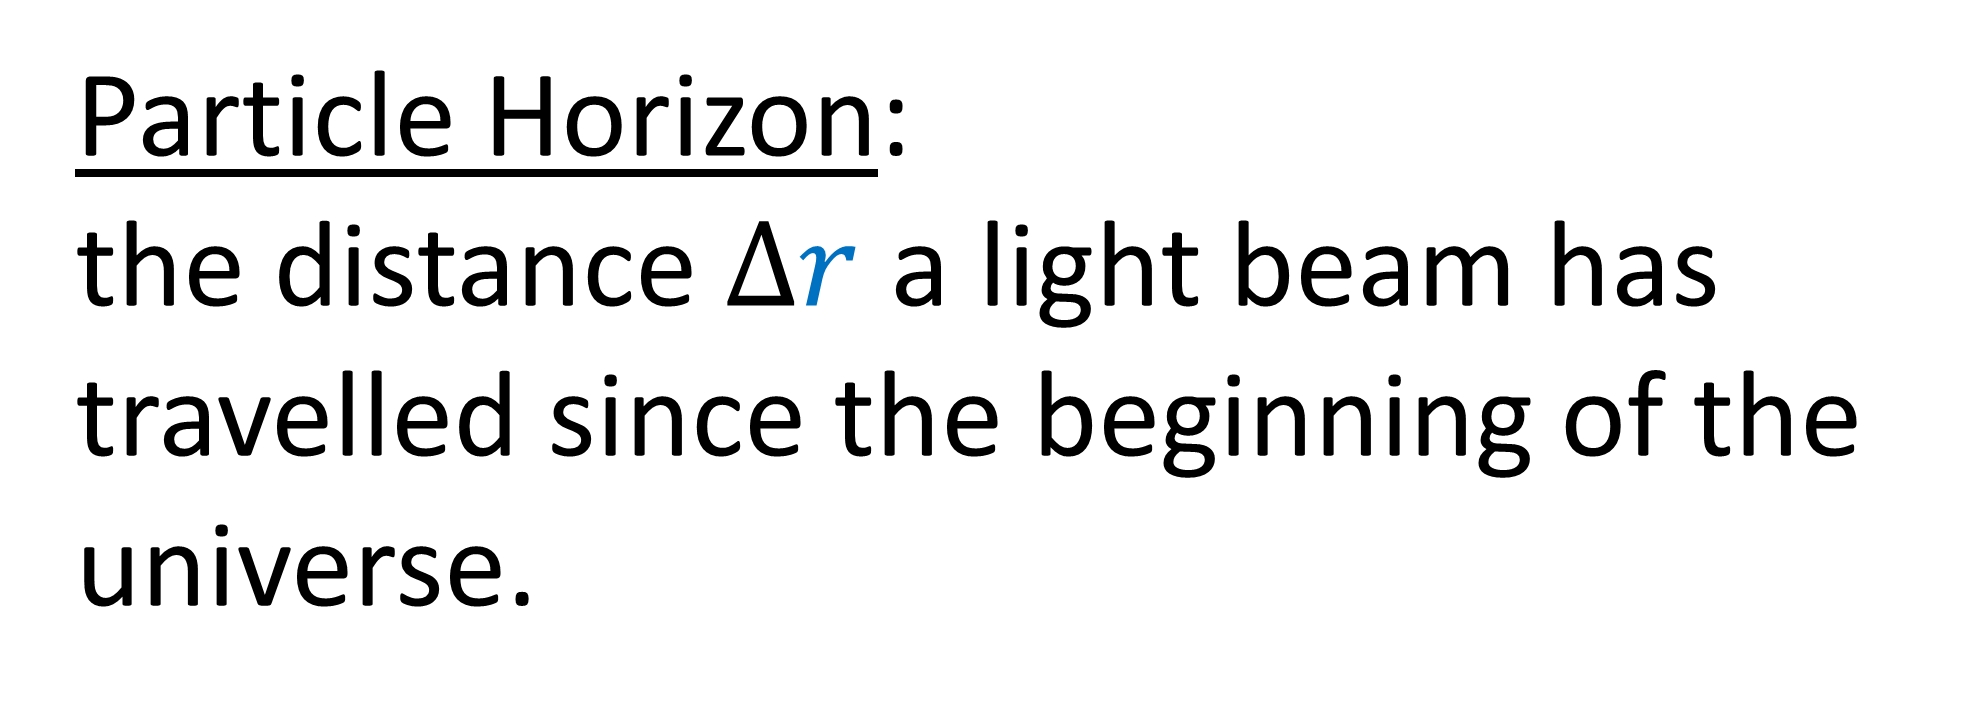 Particle Horizon:
the distance Δr a light beam has
travelled since the beginning of the
universe.